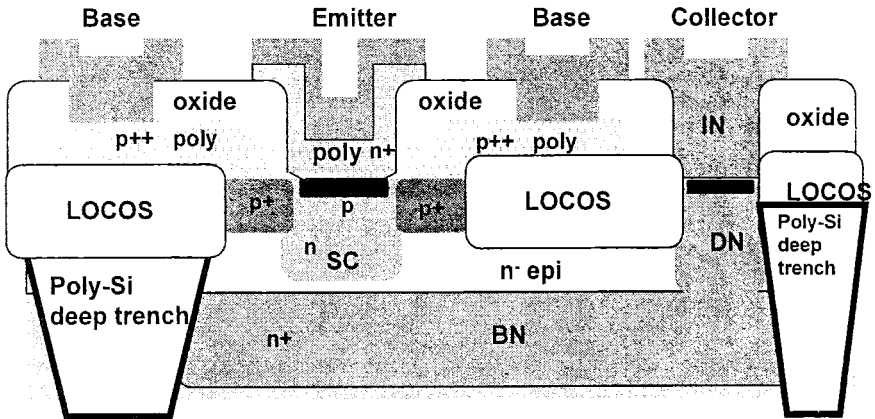 Base Emitter Base Collector
oxide oxide IN oxide
p++ poly poly n+ p++ poly
LOCOS p+ p p+ LOCOS LOCOS
n SC n- epi DN Poly-Si
deep
trench
Poly-Si
deep trench
n+ BN